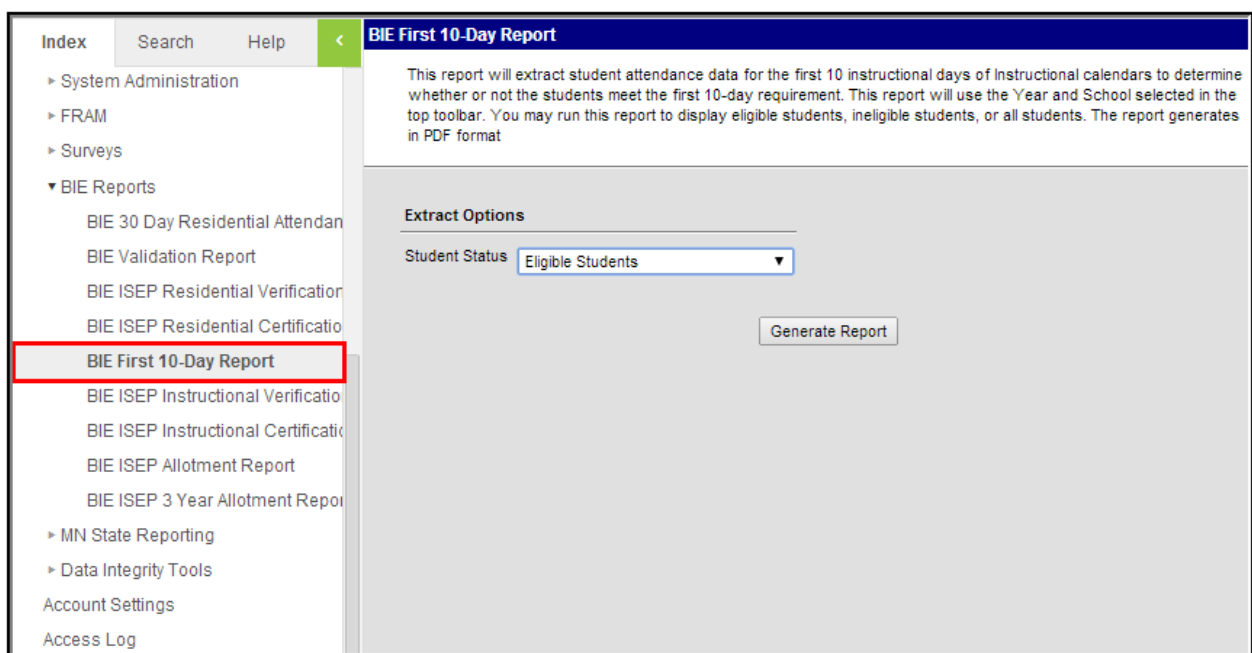 Index Search Help <
System Administration
FRAM
Surveys
BIE Reports
BIE 30 Day Residential Attendan
BIE Validation Report
BIE ISEP Residential Verification
BIE ISEP Residential Certificatio
BIE First 10-Day Report
BIE ISEP Instructional Verificatio
BIE ISEP Instructional Certificatio
BIE ISEP Allotment Report
BIE ISEP 3 Year Allotment Repor
MN State Reporting
Data Integrity Tools
Account Settings
Access Log
BIE First 10-Day Report
This report will extract student attendance data for the first 10 instructional days of Instructional calendars to determine
whether or not the students meet the first 10-day requirement. This report will use the Year and School selected in the
top toolbar. You may run this report to display eligible students, ineligible students, or all students. The report generates
in PDF format
Extract Options
Student Status Eligible Students
Generate Report